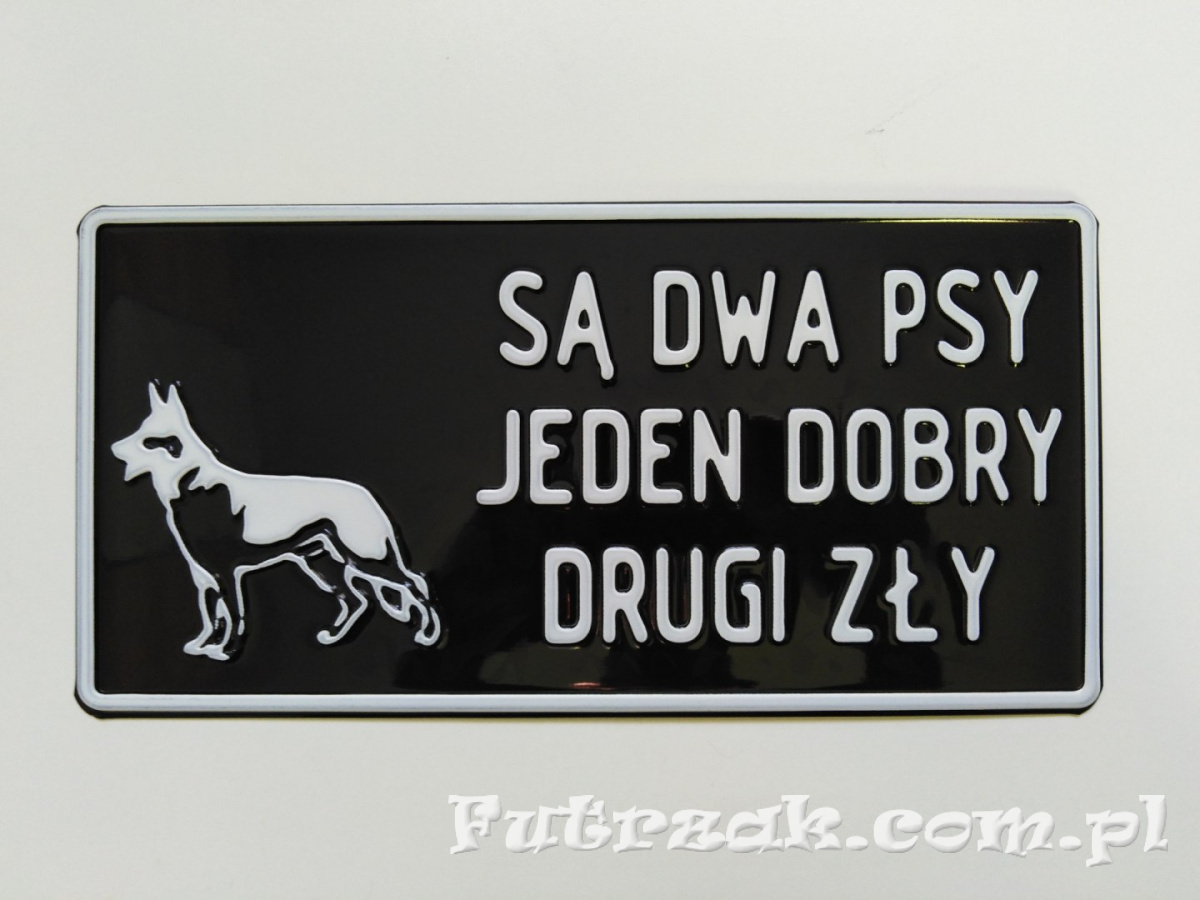 SĄ DWA PSY
JEDEN DOBRY
DRUGI ZŁY
Futrzak.com.pl